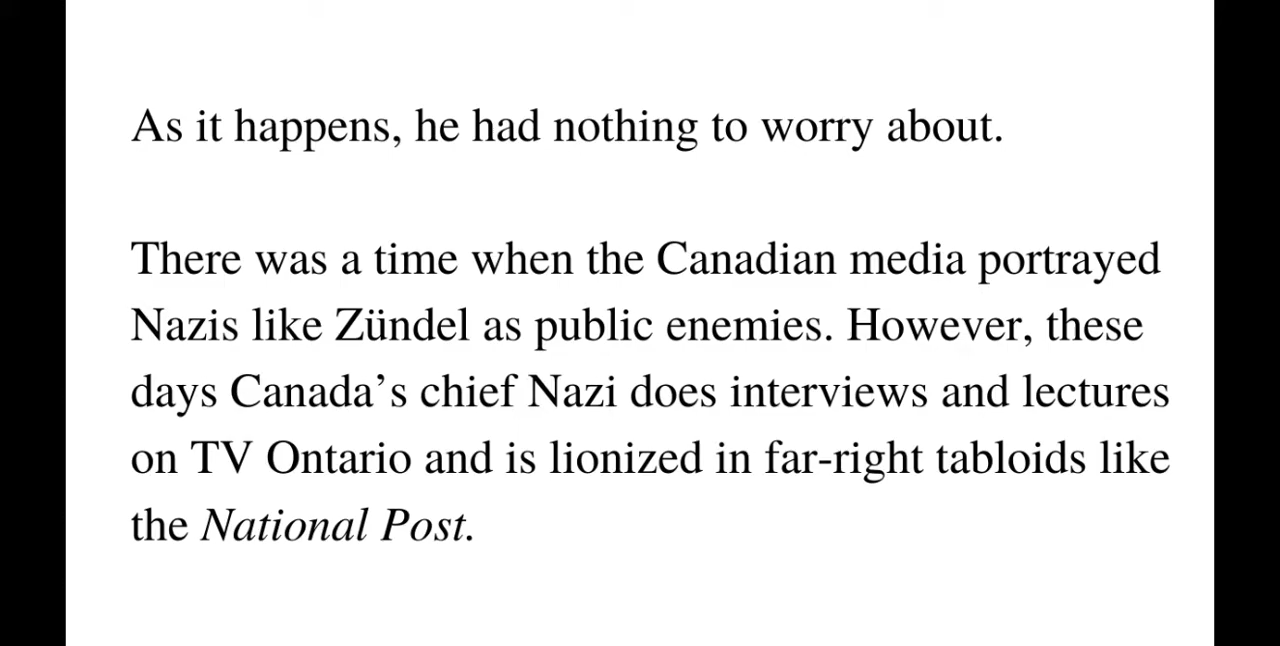 As it happens, he had nothing to worry about.
There was a time when the Canadian media portrayed
Nazis like Zündel as public enemies. However, these
days Canada’s chief Nazi does interviews and lectures
on TV Ontario and is lionized in far-right tabloids like
the National Post.